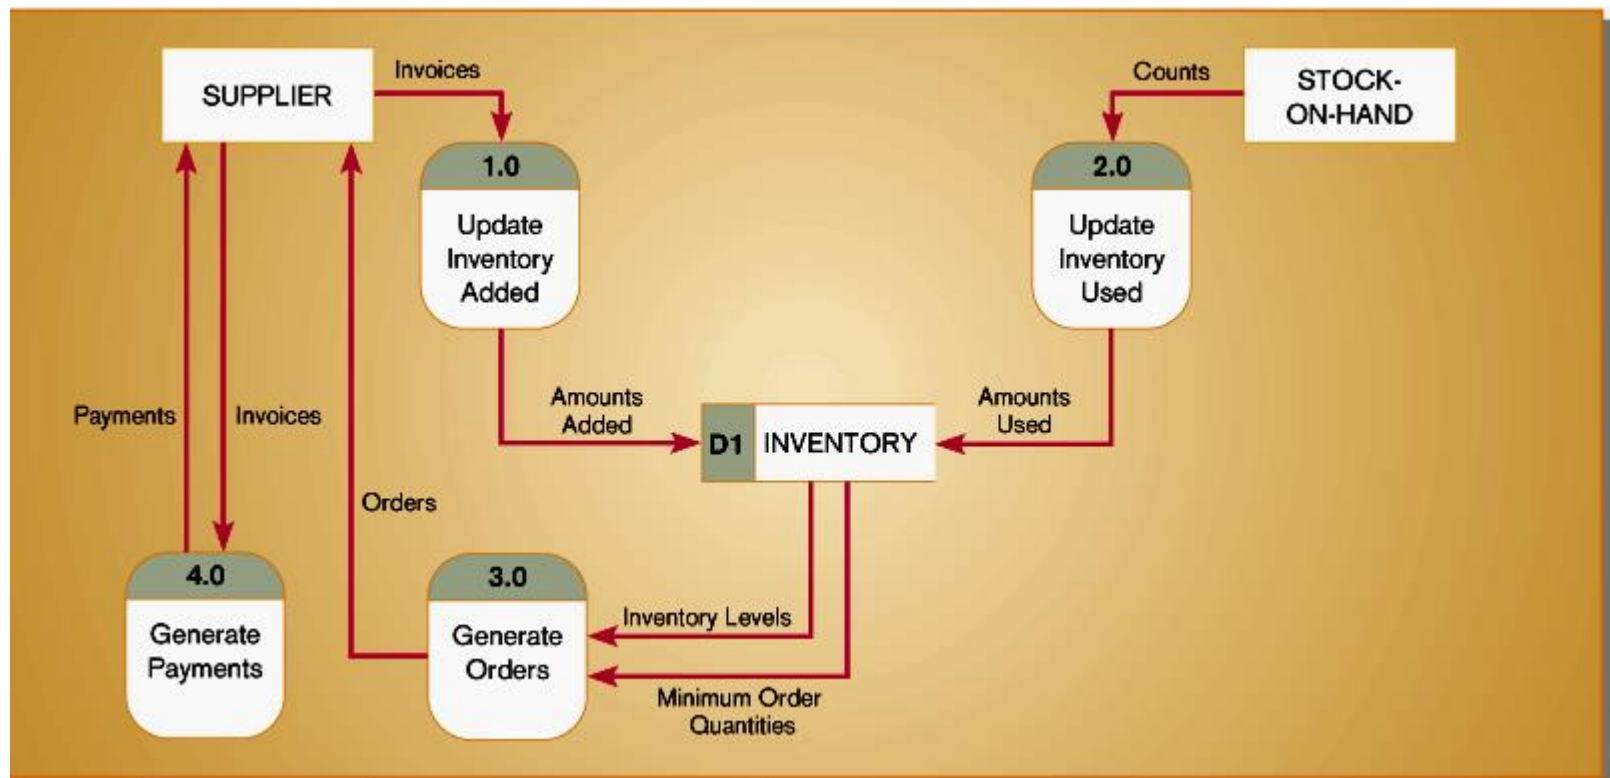 SUPPLIER
Invoices
Counts
STOCK-
ON-HAND
1.0
Update
Inventory
Added
2.0
Update
Inventory
Used
Payments
Invoices
Amounts
Added
D1
INVENTORY
Amounts
Used
Orders
4.0
Generate
Payments
3.0
Generate
Orders
Inventory Levels
Minimum Order
Quantities